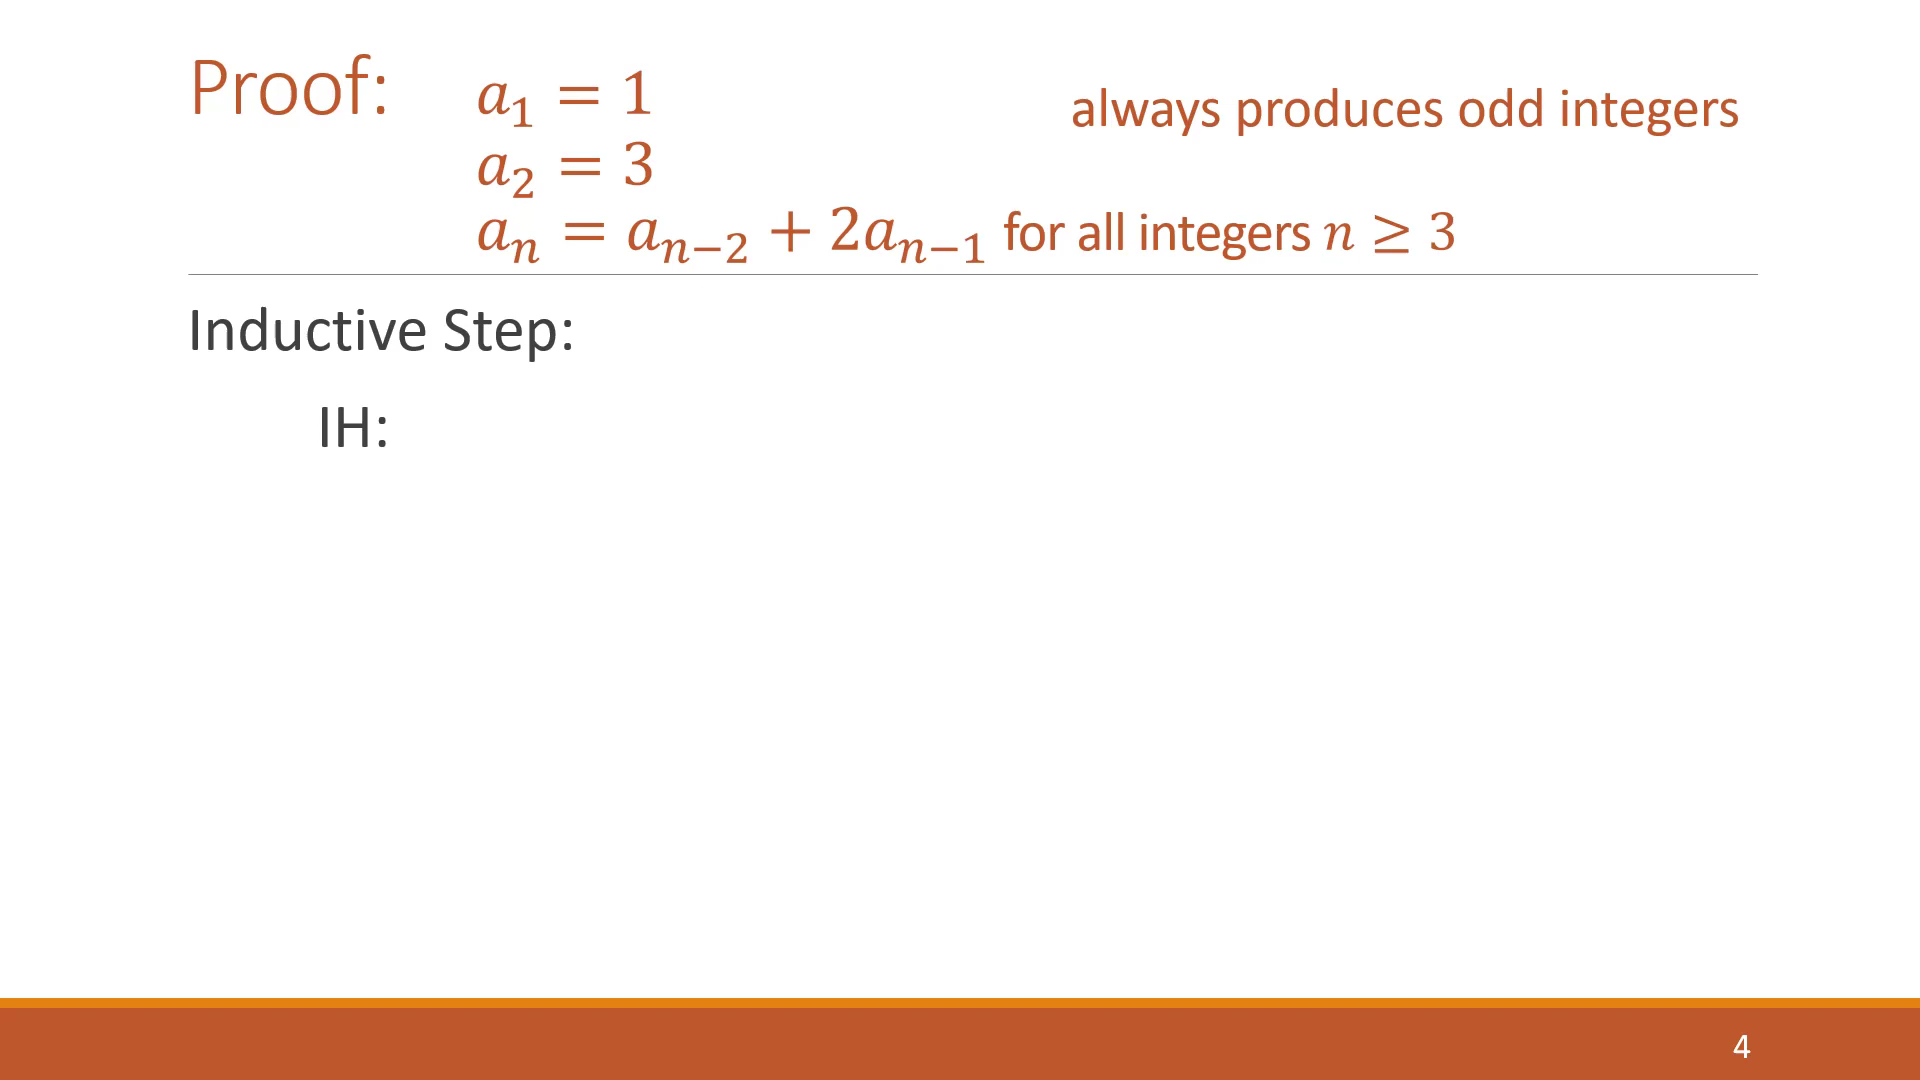 Proof: a₁ = 1 always produces odd integers
a₂ = 3
aₙ = aₙ₋₂ + 2aₙ₋₁ for all integers n ≥ 3
Inductive Step:
IH:
4